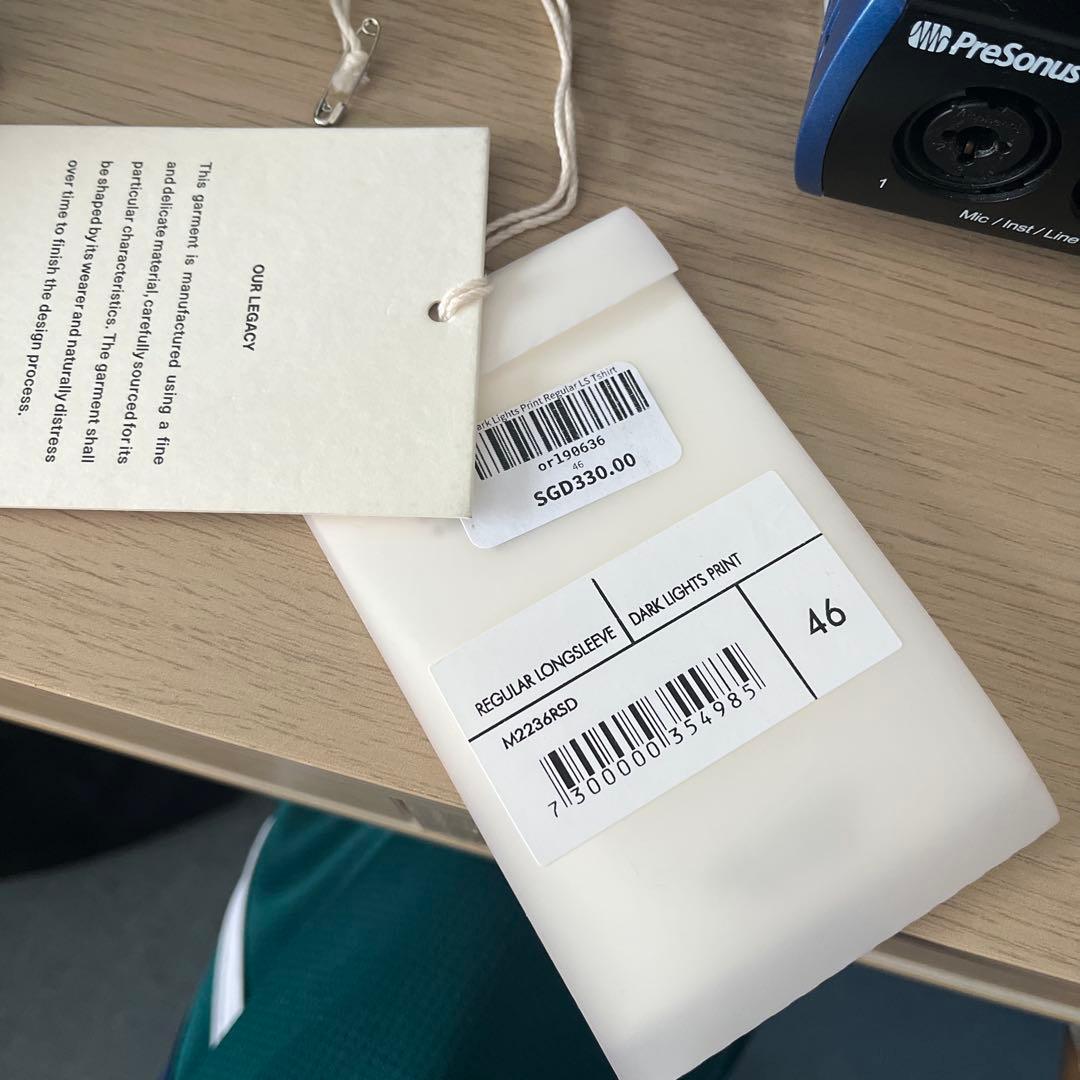 OUR LEGACY
This garment is manufactured using a fine
and delicate material, carefully sourced for its
particular characteristics. The garment shall
be shaped by its wearer and naturally distress
over time to finish the design process.
Lights Print Regular LS Tshirt
or190636
46
SGD330.00
REGULAR LONGSLEEVE
DARK LIGHTS PRINT
46
M2236RSD
7300000354985
PreSonus
1
Mic / Inst / Line